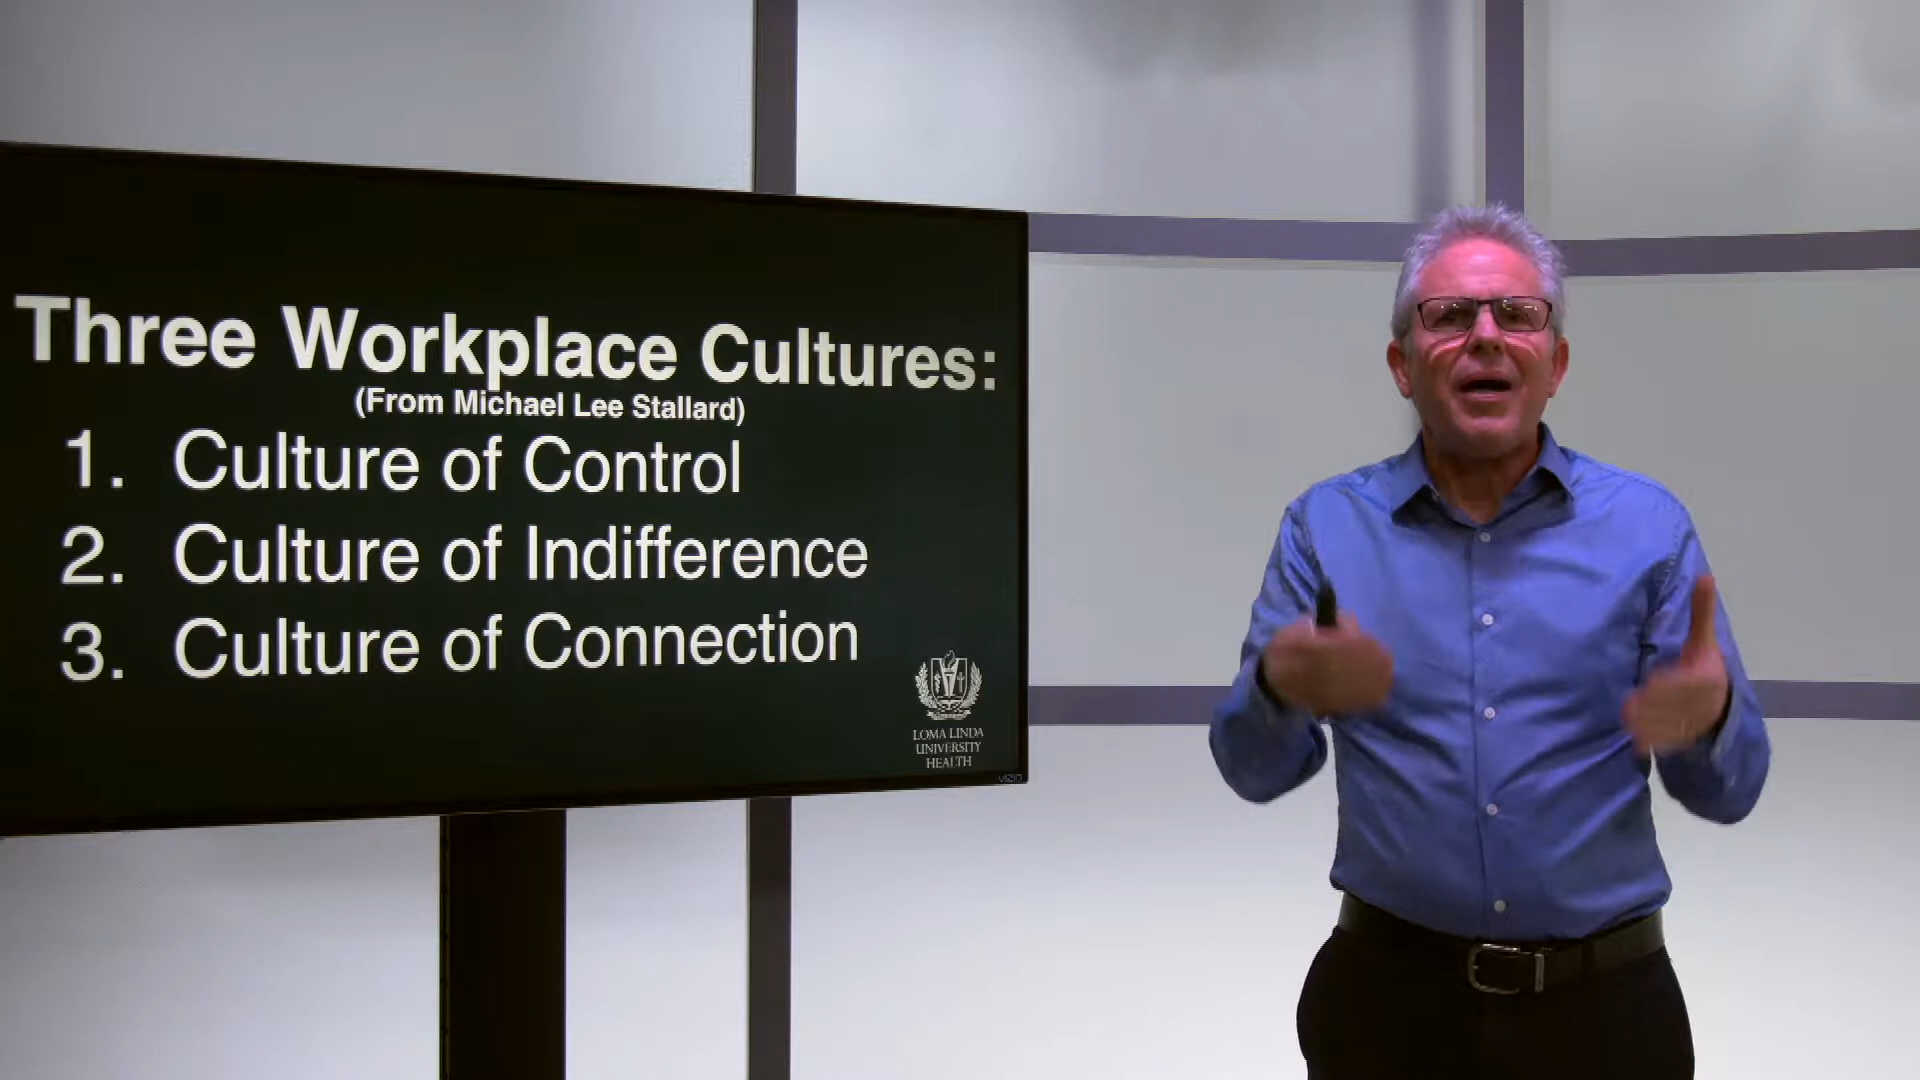 Three Workplace Cultures:
(From Michael Lee Stallard)
1. Culture of Control
2. Culture of Indifference
3. Culture of Connection
LOMA LINDA
UNIVERSITY
HEALTH
VIZIO